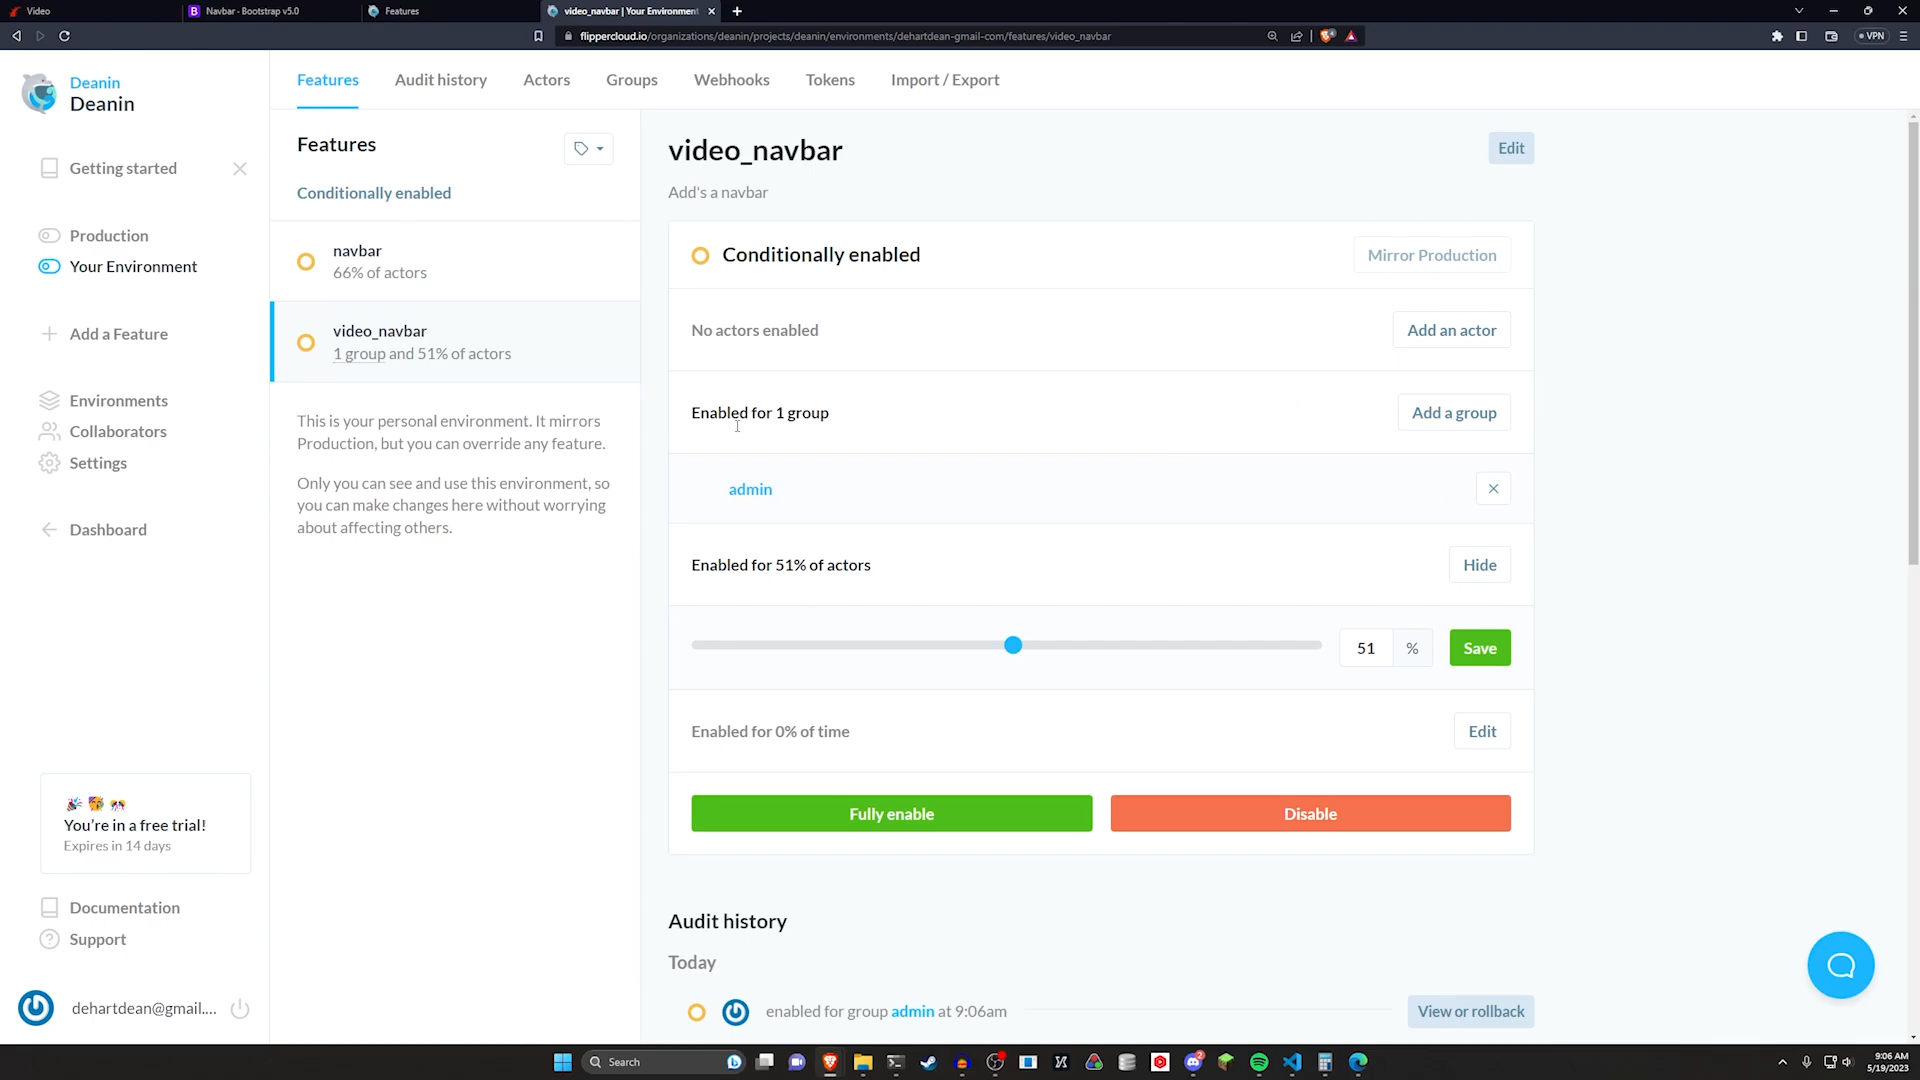 Video
Navbar - Bootstrap v5.0
Features
video_navbar | Your Environment
flippercloud.io/organizations/deanin/projects/deanin/environments/dehartdean-gmail-com/features/video_navbar
VPN
Deanin
Deanin
Getting started
Production
Your Environment
Add a Feature
Environments
Collaborators
Settings
Dashboard
You're in a free trial!
Expires in 14 days
Documentation
Support
dehartdean@gmail....
Features
Audit history
Actors
Groups
Webhooks
Tokens
Import / Export
Features
Conditionally enabled
navbar
66% of actors
video_navbar
1 group and 51% of actors
This is your personal environment. It mirrors
Production, but you can override any feature.
Only you can see and use this environment, so
you can make changes here without worrying
about affecting others.
video_navbar
Edit
Add's a navbar
Conditionally enabled
Mirror Production
No actors enabled
Add an actor
Enabled for 1 group
Add a group
admin
Enabled for 51% of actors
Hide
51 %
Save
Enabled for 0% of time
Edit
Fully enable
Disable
Audit history
Today
enabled for group admin at 9:06am
View or rollback
Search
9:06 AM
5/19/2023